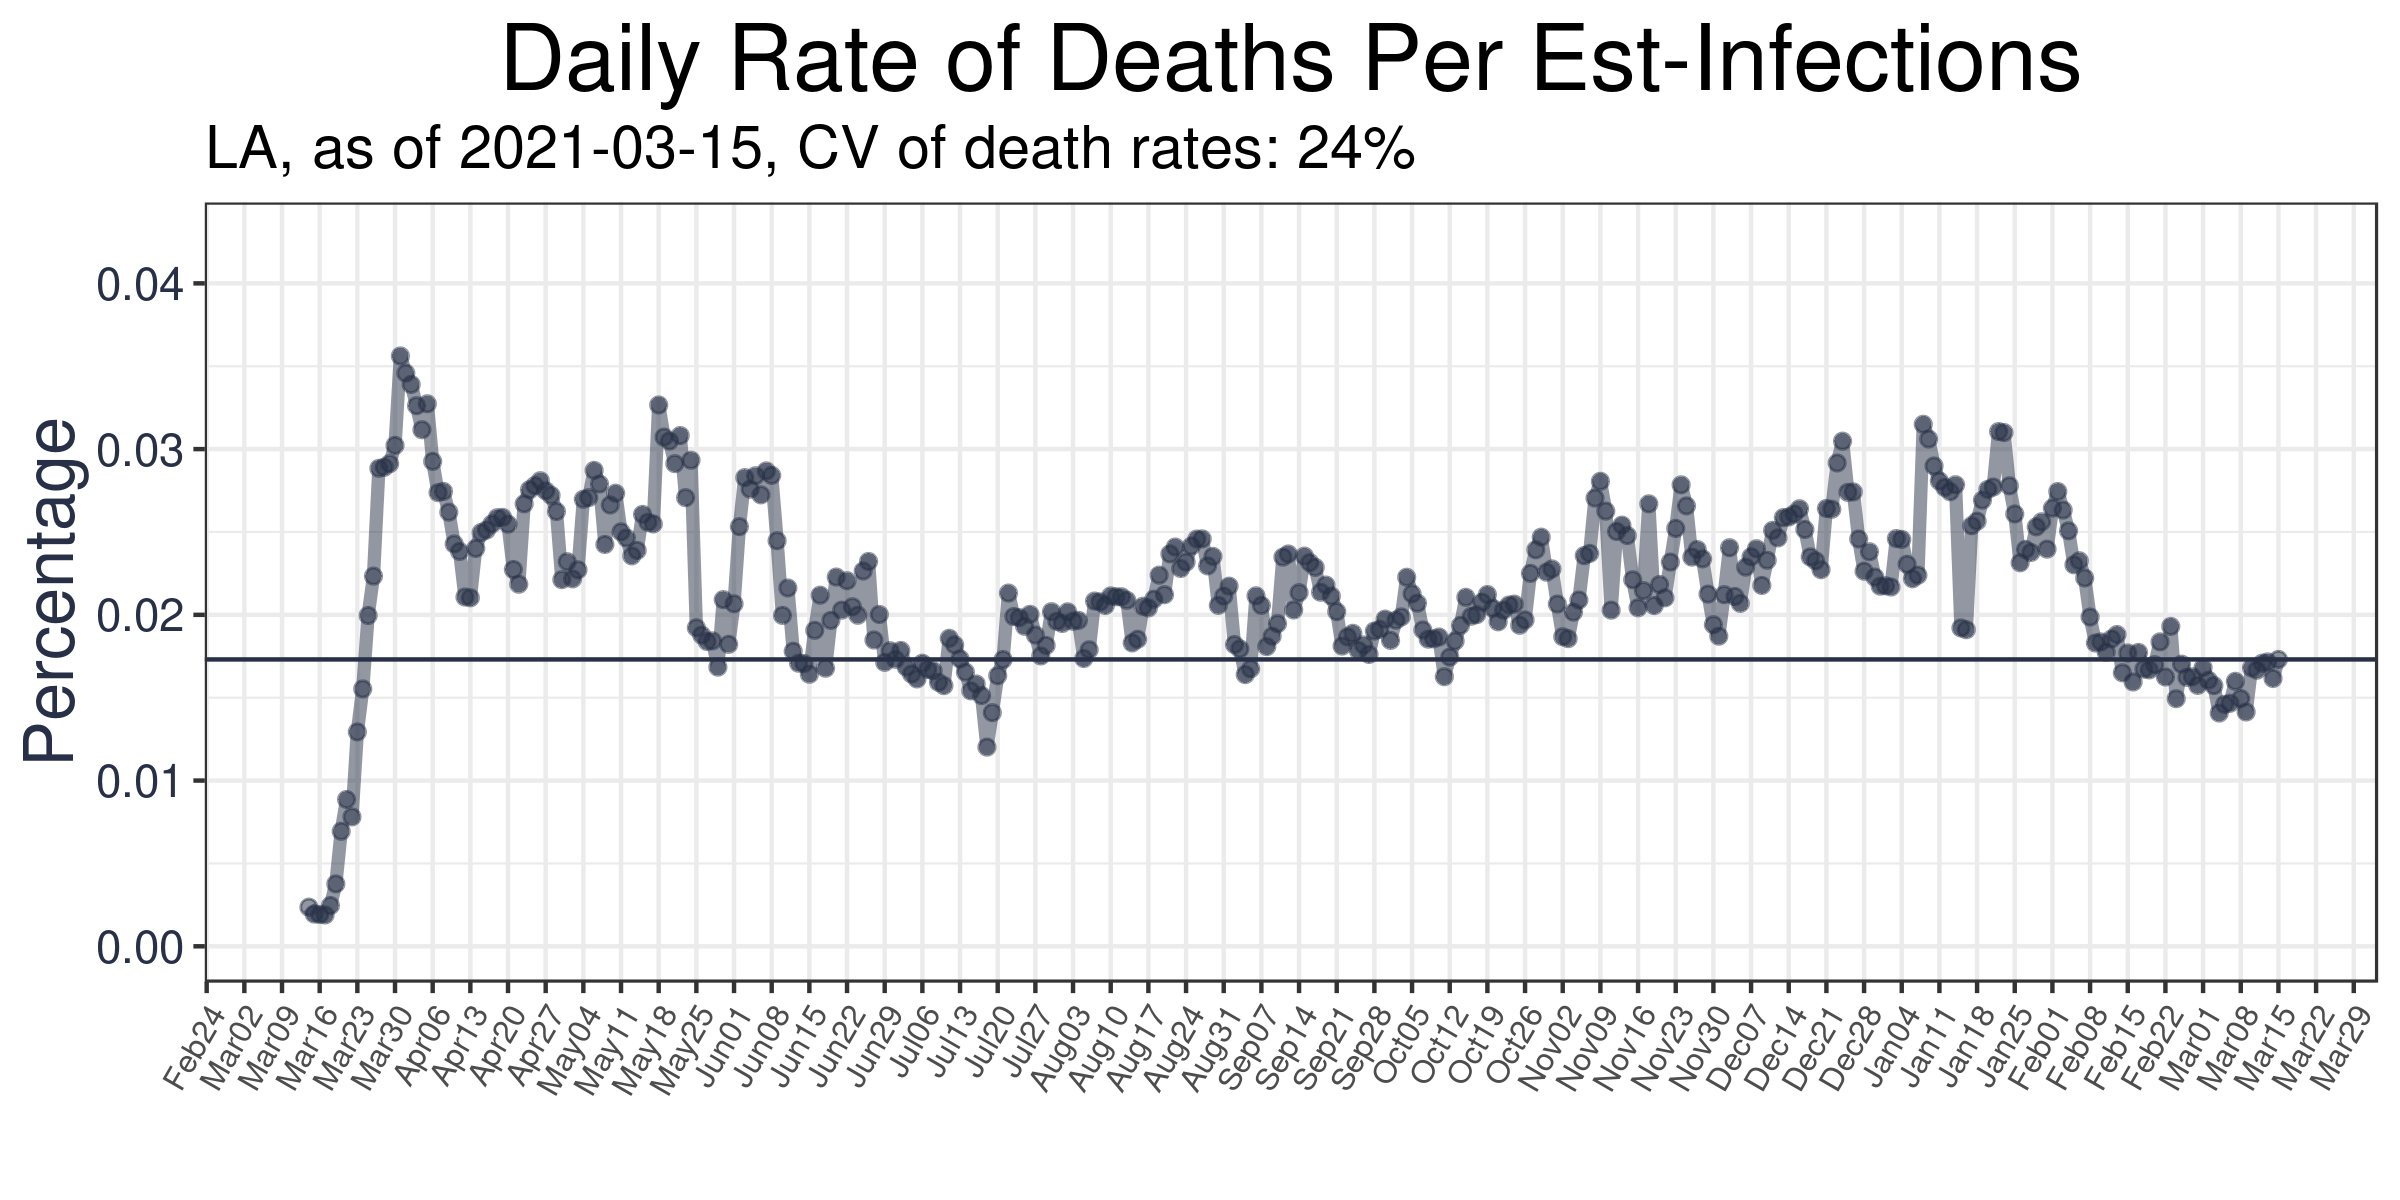 Daily Rate of Deaths Per Est-Infections
LA, as of 2021-03-15, CV of death rates: 24%
Percentage
0.04
0.03
0.02
0.01
0.00
Feb24
Mar02
Mar09
Mar16
Mar23
Mar30
Apr06
Apr13
Apr20
Apr27
May04
May11
May18
May25
Jun01
Jun08
Jun15
Jun22
Jun29
Jul06
Jul13
Jul20
Jul27
Aug03
Aug10
Aug17
Aug24
Aug31
Sep07
Sep14
Sep21
Sep28
Oct05
Oct12
Oct19
Oct26
Nov02
Nov09
Nov16
Nov23
Nov30
Dec07
Dec14
Dec21
Dec28
Jan04
Jan11
Jan18
Jan25
Feb01
Feb08
Feb15
Feb22
Mar01
Mar08
Mar15
Mar22
Mar29